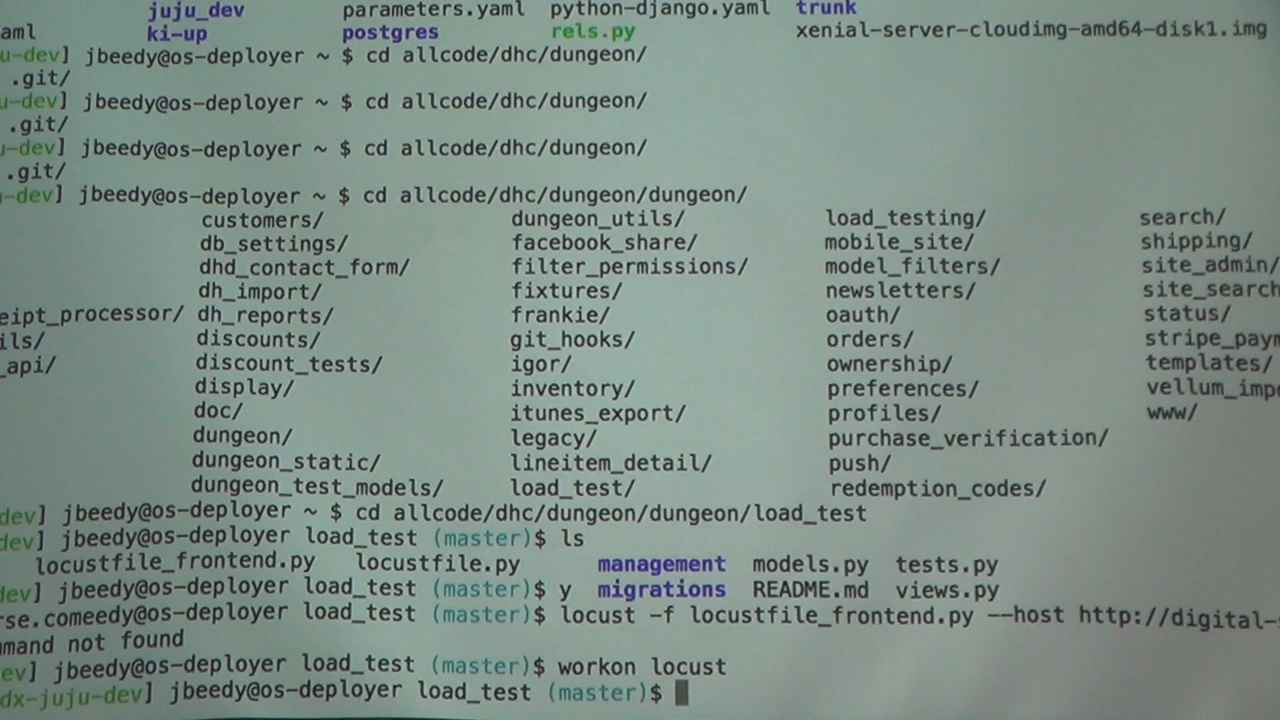 juju_dev parameters.yaml python-django.yaml trunk
aml ki-up postgres rels.py xenial-server-cloudimg-amd64-disk1.img
u-dev] jbeedy@os-deployer ~ $ cd allcode/dhc/dungeon/
.git/
u-dev] jbeedy@os-deployer ~ $ cd allcode/dhc/dungeon/
.git/
u-dev] jbeedy@os-deployer ~ $ cd allcode/dhc/dungeon/
.git/
-dev] jbeedy@os-deployer ~ $ cd allcode/dhc/dungeon/dungeon/
customers/ dungeon_utils/ load_testing/ search/
db_settings/ facebook_share/ mobile_site/ shipping/
dhd_contact_form/ filter_permissions/ model_filters/ site_admin/
dh_import/ fixtures/ newsletters/ site_search
eipt_processor/ dh_reports/ frankie/ oauth/ status/
ils/ discounts/ git_hooks/ orders/ stripe_paym
_api/ discount_tests/ igor/ ownership/ templates/
display/ inventory/ preferences/ vellum_impo
doc/ itunes_export/ profiles/ www/
dungeon/ legacy/ purchase_verification/
dungeon_static/ lineitem_detail/ push/
dungeon_test_models/ load_test/ redemption_codes/
dev] jbeedy@os-deployer ~ $ cd allcode/dhc/dungeon/dungeon/load_test
dev] jbeedy@os-deployer load_test (master)$ ls
locustfile_frontend.py locustfile.py management models.py tests.py
dev] jbeedy@os-deployer load_test (master)$ y migrations README.md views.py
rse.comeedy@os-deployer load_test (master)$ locust -f locustfile_frontend.py --host http://digital-
mmand not found
ev] jbeedy@os-deployer load_test (master)$ workon locust
dx-juju-dev] jbeedy@os-deployer load_test (master)$